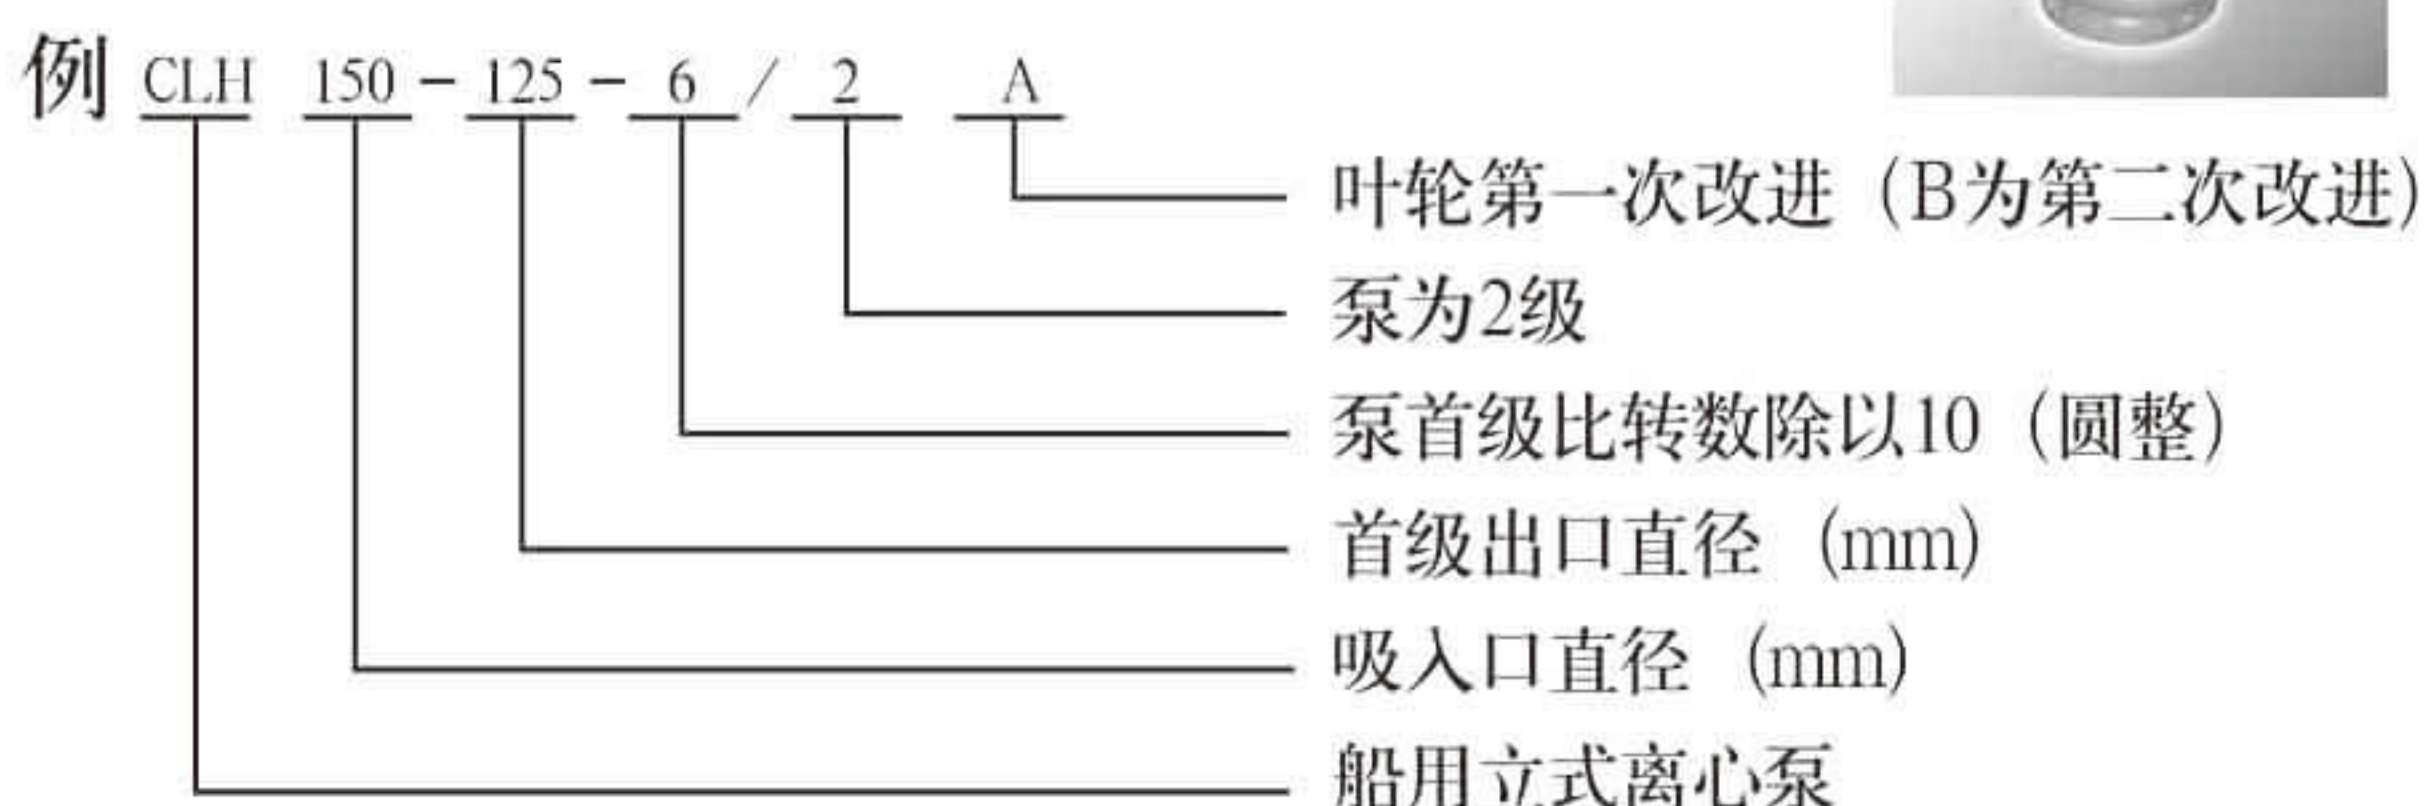 例 CLH 150 - 125 - 6 / 2 A
叶轮第一次改进（B为第二次改进）
泵为2级
泵首级比转数除以10（圆整）
首级出口直径（mm）
吸入口直径（mm）
船用立式离心泵